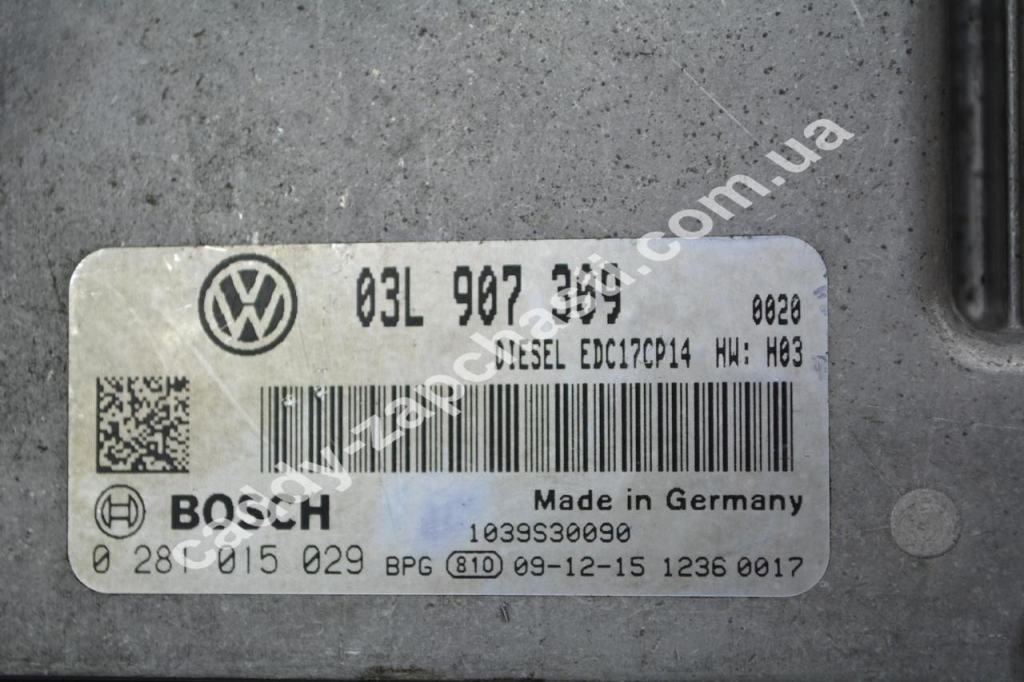 03L 907 309
0020
DIESEL EDC17CP14 HW: H03
BOSCH
Made in Germany
1039S30090
0 281 015 029 BPG 810 09-12-15 1236 0017
caddy-zapchasti.com.ua